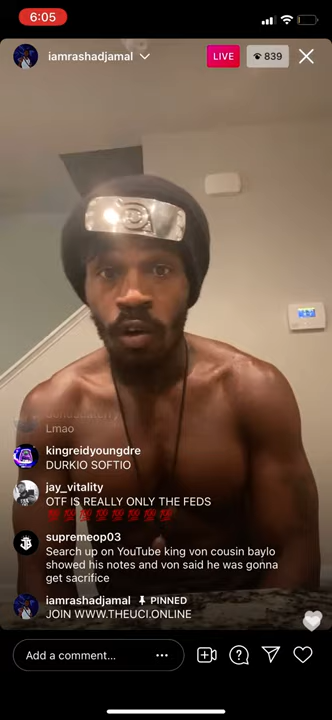 6:05
iamrashadjamal
LIVE
839
Lmao
kingreidyoungdre
DURKIO SOFTIO
jay_vitality
OTF IS REALLY ONLY THE FEDS
💯💯💯💯💯💯💯💯
supremeop03
Search up on YouTube king von cousin baylo
showed his notes and von said he was gonna
get sacrifice
iamrashadjamal PINNED
JOIN WWW.THEUCI.ONLINE
Add a comment...